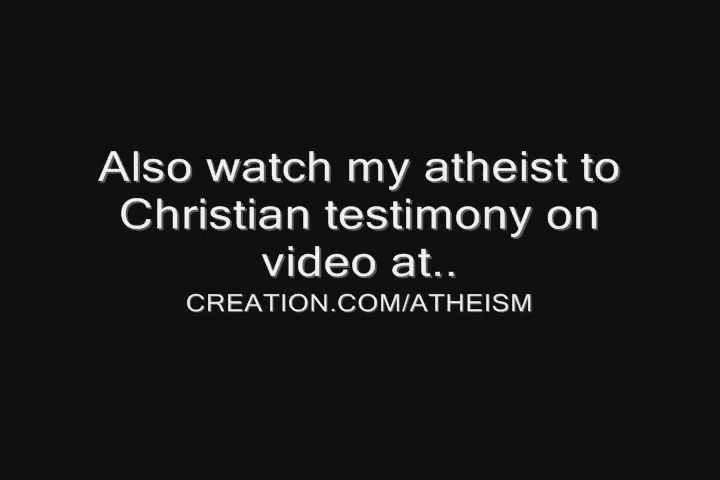 Also watch my atheist to
Christian testimony on
video at..
CREATION.COM/ATHEISM